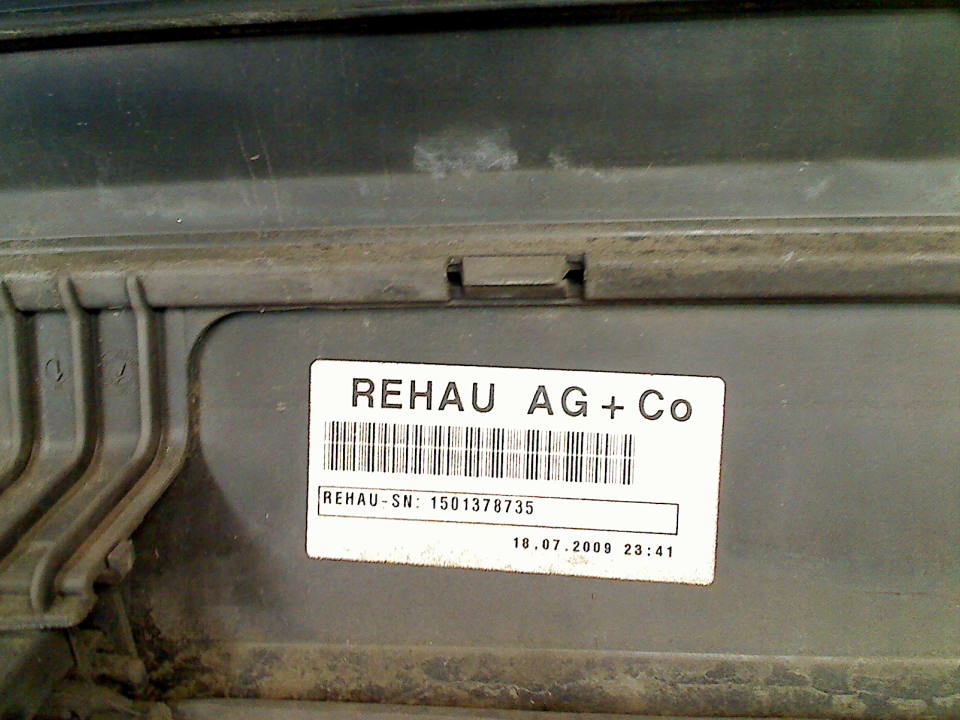 REHAU AG + Co
REHAU-SN: 1501378735
18.07.2009 23:41